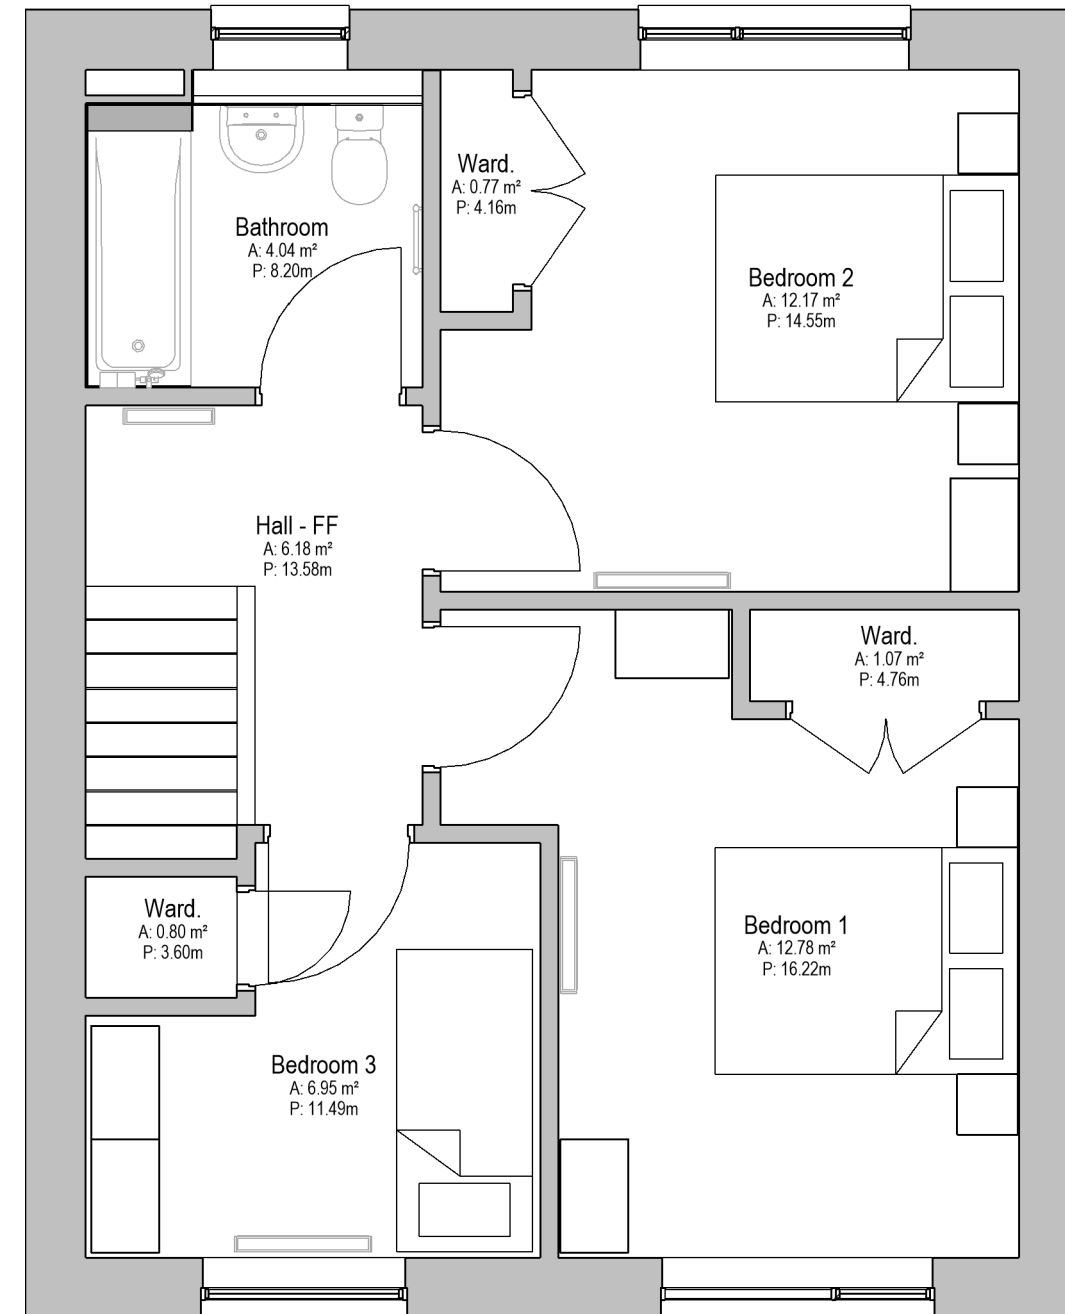 Ward.
A: 0.77 m²
P: 4.16m
Bathroom
A: 4.04 m²
P: 8.20m
Bedroom 2
A: 12.17 m²
P: 14.55m
Hall - FF
A: 6.18 m²
P: 13.58m
Ward.
A: 1.07 m²
P: 4.76m
Ward.
A: 0.80 m²
P: 3.60m
Bedroom 1
A: 12.78 m²
P: 16.22m
Bedroom 3
A: 6.95 m²
P: 11.49m